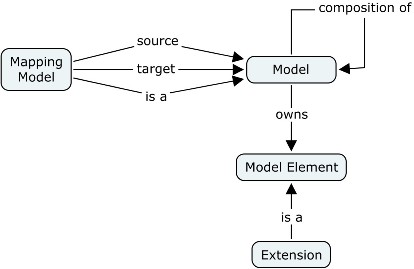 composition of
source
Mapping
Model
target
Model
is a
owns
Model Element
is a
Extension